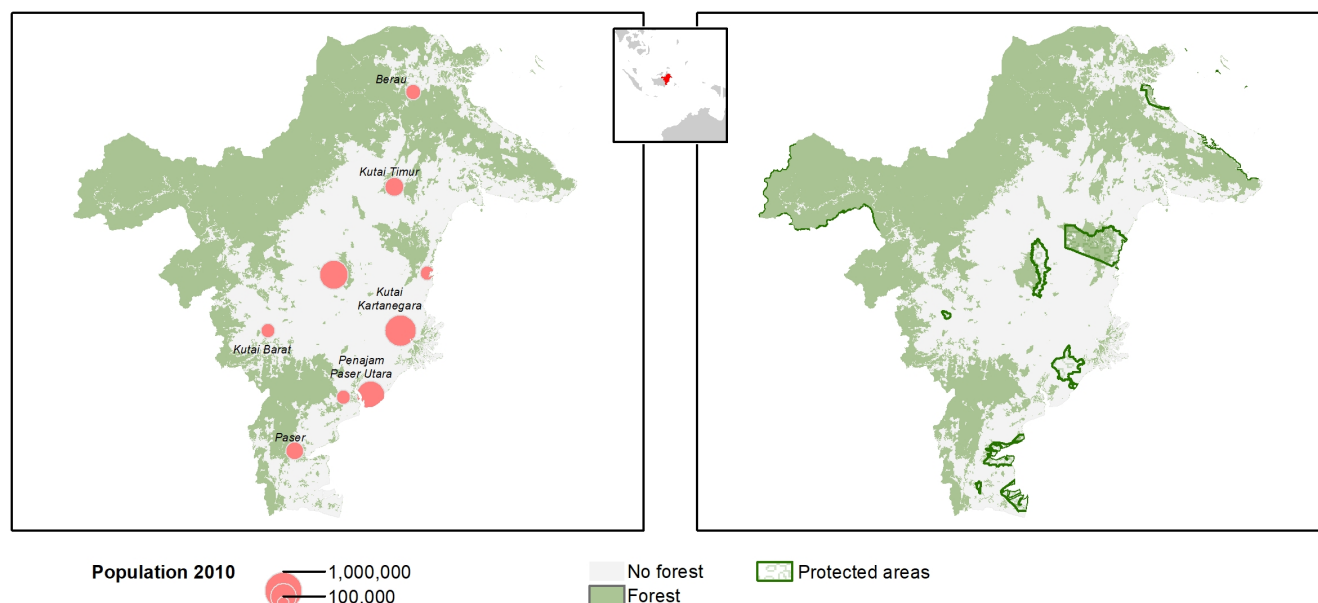 Berau
Kutai Timur
Kutai
Kartanegara
Kutai Barat
Penajam
Paser Utara
Paser
Population 2010
1,000,000
100,000
No forest
Forest
Protected areas